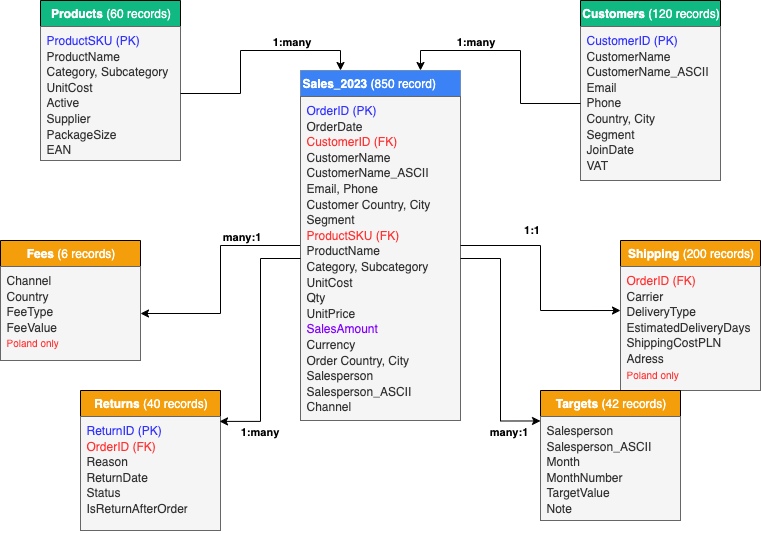 Products (60 records)
ProductSKU (PK)
ProductName
Category, Subcategory
UnitCost
Active
Supplier
PackageSize
EAN
1:many
1:many
Customers (120 records)
CustomerID (PK)
CustomerName
CustomerName_ASCII
Email
Phone
Country, City
Segment
JoinDate
VAT
Sales_2023 (850 record)
OrderID (PK)
OrderDate
CustomerID (FK)
CustomerName
CustomerName_ASCII
Email, Phone
Customer Country, City
Segment
ProductSKU (FK)
ProductName
Category, Subcategory
UnitCost
Qty
UnitPrice
SalesAmount
Currency
Order Country, City
Salesperson
Salesperson_ASCII
Channel
many:1
1:1
Fees (6 records)
Channel
Country
FeeType
FeeValue
Poland only
Shipping (200 records)
OrderID (FK)
Carrier
DeliveryType
EstimatedDeliveryDays
ShippingCostPLN
Adress
Poland only
Returns (40 records)
ReturnID (PK)
OrderID (FK)
Reason
ReturnDate
Status
IsReturnAfterOrder
1:many
many:1
Targets (42 records)
Salesperson
Salesperson_ASCII
Month
MonthNumber
TargetValue
Note